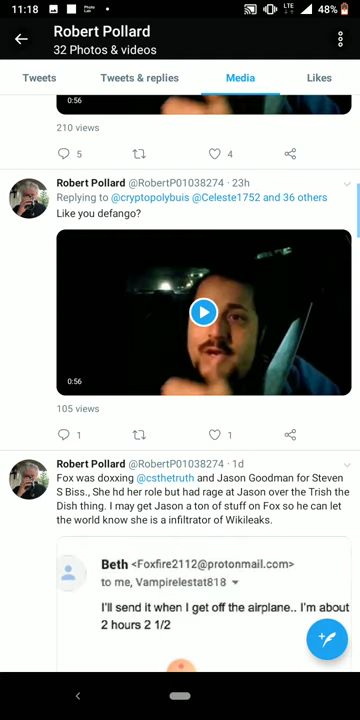 11:18
Photo Lab
LTE
48%
Robert Pollard
32 Photos & videos
Tweets
Tweets & replies
Media
Likes
0:56
210 views
5
4
Robert Pollard @RobertP01038274 · 23h
Replying to @cryptopolybuis @Celeste1752 and 36 others
Like you defango?
0:56
105 views
1
1
Robert Pollard @RobertP01038274 · 1d
Fox was doxxing @csthetruth and Jason Goodman for Steven
S Biss., She hd her role but had rage at Jason over the Trish the
Dish thing. I may get Jason a ton of stuff on Fox so he can let
the world know she is a infiltrator of Wikileaks.
Beth <Foxfire2112@protonmail.com>
to me, Vampirelestat818
I'll send it when I get off the airplane.. I'm about
2 hours 2 1/2